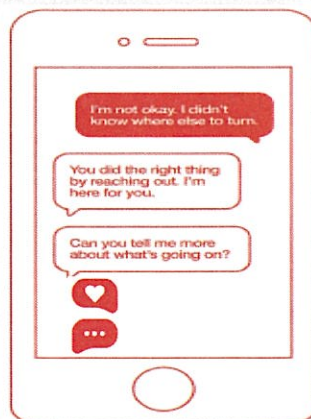 I'm not okay. I didn't
know where else to turn.
You did the right thing
by reaching out. I'm
here for you.
Can you tell me more
about what's going on?